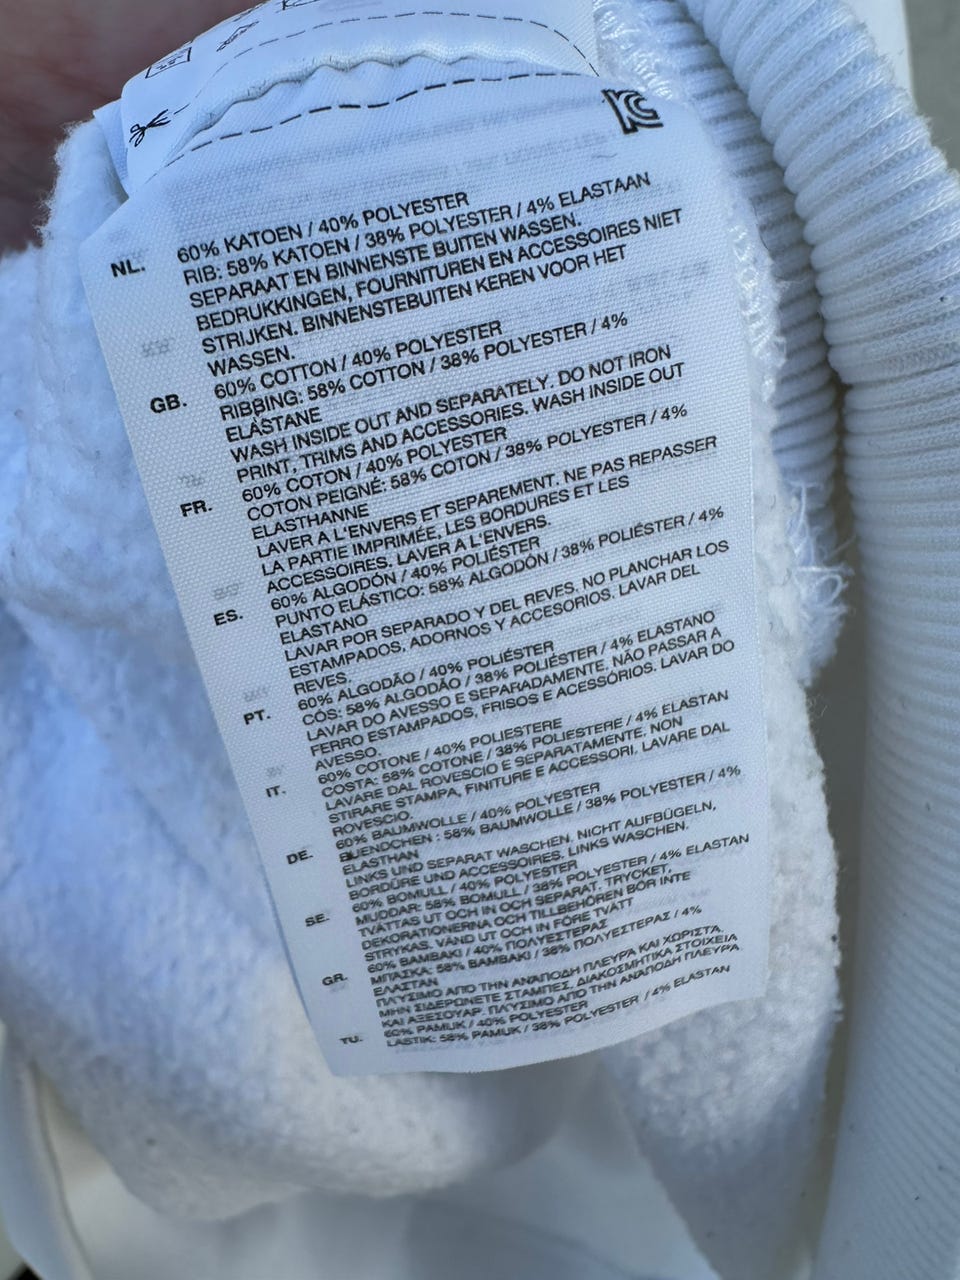 KC
NL.
60% KATOEN / 40% POLYESTER
RIB: 58% KATOEN / 38% POLYESTER / 4% ELASTAAN
SEPARAAT EN BINNENSTE BUITEN WASSEN.
BEDRUKKINGEN, FOURNITUREN EN ACCESSOIRES NIET
STRIJKEN. BINNENSTEBUITEN KEREN VOOR HET
WASSEN.
GB.
60% COTTON / 40% POLYESTER
RIBBING: 58% COTTON / 38% POLYESTER / 4%
ELASTANE
WASH INSIDE OUT AND SEPARATELY. DO NOT IRON
PRINT, TRIMS AND ACCESSORIES. WASH INSIDE OUT
FR.
60% COTON / 40% POLYESTER
COTON PEIGNÉ: 58% COTON / 38% POLYESTER / 4%
ELASTHANNE
LAVER A L'ENVERS ET SEPAREMENT. NE PAS REPASSER
LA PARTIE IMPRIMÉE, LES BORDURES ET LES
ACCESSOIRES. LAVER A L'ENVERS.
ES.
60% ALGODÓN / 40% POLIÉSTER
PUNTO ELÁSTICO: 58% ALGODÓN / 38% POLIÉSTER / 4%
ELASTANO
LAVAR POR SEPARADO Y DEL REVES, NO PLANCHAR LOS
ESTAMPADOS, ADORNOS Y ACCESORIOS. LAVAR DEL
REVES.
PT.
60% ALGODÃO / 40% POLIÉSTER
CÓS: 58% ALGODÃO / 38% POLIÉSTER / 4% ELASTANO
LAVAR DO AVESSO E SEPARADAMENTE. NÃO PASSAR A
FERRO ESTAMPADOS, FRISOS E ACESSÓRIOS. LAVAR DO
AVESSO.
IT.
60% COTONE / 40% POLIESTERE
COSTA: 58% COTONE / 38% POLIESTERE / 4% ELASTAN
LAVARE DAL ROVESCIO E SEPARATAMENTE. NON
STIRARE STAMPA, FINITURE E ACCESSORI. LAVARE DAL
ROVESCIO.
DE.
60% BAUMWOLLE / 40% POLYESTER
BUENDCHEN : 58% BAUMWOLLE / 38% POLYESTER / 4%
ELASTHAN
LINKS UND SEPARAT WASCHEN. NICHT AUFBÜGELN,
BORDÜRE UND ACCESSOIRES. LINKS WASCHEN.
SE.
60% BOMULL / 40% POLYESTER
MUDDAR: 58% BOMULL / 38% POLYESTER / 4% ELASTAN
TVÄTTAS UT OCH IN OCH SEPARAT. TRYCKET,
DEKORATIONERNA OCH TILLBEHÖREN BÖR INTE
STRYKAS. VÄND UT OCH IN FÖRE TVÄTT
GR.
60% ΒΑΜΒΑΚΙ / 40% ΠΟΛΥΕΣΤΕΡΑΣ
ΜΠΑΣΚΑ: 58% ΒΑΜΒΑΚΙ / 38% ΠΟΛΥΕΣΤΕΡΑΣ / 4%
ΕΛΑΣΤΑΝ
ΠΛΥΣΙΜΟ ΑΠΟ ΤΗΝ ΑΝΑΠΟΔΗ ΠΛΕΥΡΑ ΚΑΙ ΧΩΡΙΣΤΑ.
ΜΗΝ ΣΙΔΕΡΩΝΕΤΕ ΣΤΑΜΠΕΣ, ΔΙΑΚΟΣΜΗΤΙΚΑ ΣΤΟΙΧΕΙΑ
ΚΑΙ ΑΞΕΣΟΥΑΡ. ΠΛΥΣΙΜΟ ΑΠΟ ΤΗΝ ΑΝΑΠΟΔΗ ΠΛΕΥΡΑ.
TU.
60% PAMUK / 40% POLYESTER
LASTIK: 58% PAMUK / 38% POLYESTER / 4% ELASTAN